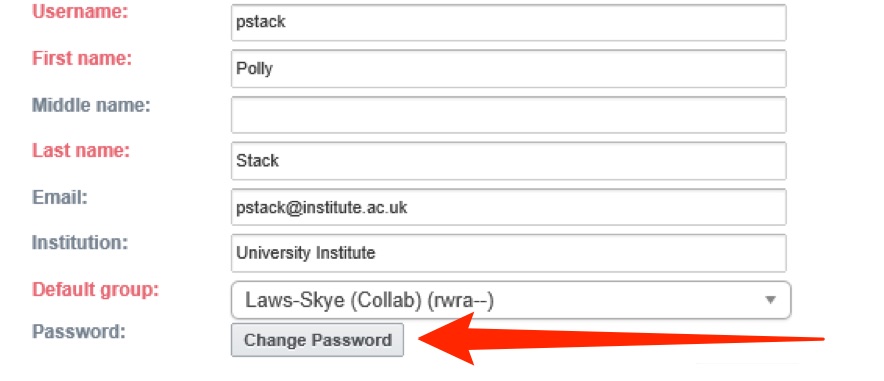 Username: pstack
First name: Polly
Middle name:
Last name: Stack
Email: pstack@institute.ac.uk
Institution: University Institute
Default group: Laws-Skye (Collab) (rwra--)
Password: Change Password